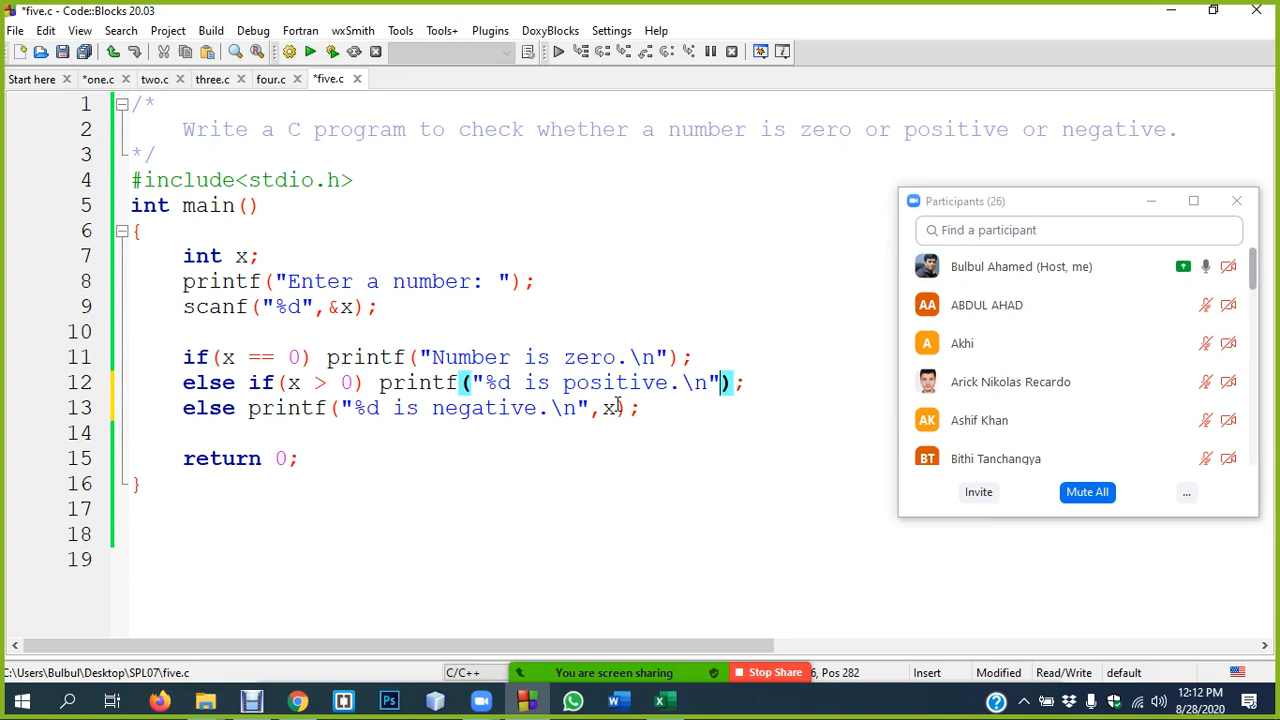 *five.c - Code::Blocks 20.03
File Edit View Search Project Build Debug Fortran wxSmith Tools Tools+ Plugins DoxyBlocks Settings Help
Start here *one.c two.c three.c four.c *five.c
1 /*
2 Write a C program to check whether a number is zero or positive or negative.
3 */
4 #include<stdio.h>
5 int main()
6 {
7 int x;
8 printf("Enter a number: ");
9 scanf("%d",&x);
10
11 if(x == 0) printf("Number is zero.\n");
12 else if(x > 0) printf("%d is positive.\n");
13 else printf("%d is negative.\n",x);
14
15 return 0;
16 }
17
18
19
Participants (26)
Find a participant
Bulbul Ahamed (Host, me)
AA ABDUL AHAD
A Akhi
Arick Nikolas Recardo
AK Ashif Khan
BT Bithi Tanchangya
Invite Mute All ...
C:\Users\Bulbul\Desktop\SPL07\five.c C/C++ You are screen sharing Stop Share 6, Pos 282 Insert Modified Read/Write default
12:12 PM
8/28/2020